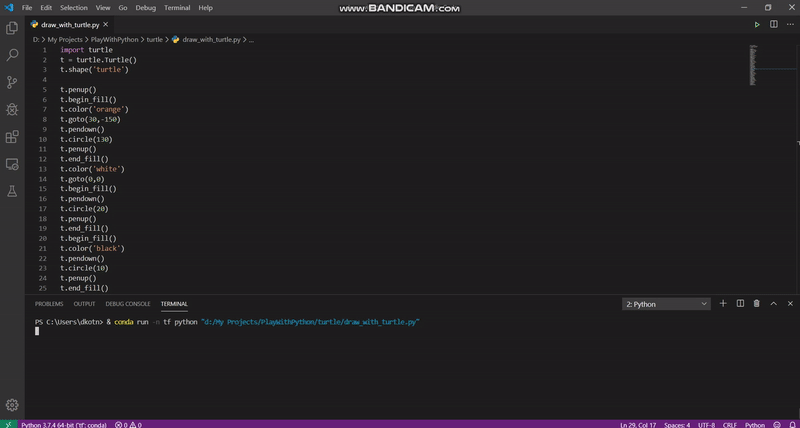 File Edit Selection View Go Debug Terminal Help
www.BANDICAM.com
draw_with_turtle.py
D: > My Projects > PlayWithPython > turtle > draw_with_turtle.py > ...
1 import turtle
2 t = turtle.Turtle()
3 t.shape('turtle')
4
5 t.penup()
6 t.begin_fill()
7 t.color('orange')
8 t.goto(30,-150)
9 t.pendown()
10 t.circle(130)
11 t.penup()
12 t.end_fill()
13 t.color('white')
14 t.goto(0,0)
15 t.begin_fill()
16 t.pendown()
17 t.circle(20)
18 t.penup()
19 t.end_fill()
20 t.begin_fill()
21 t.color('black')
22 t.pendown()
23 t.circle(10)
24 t.penup()
25 t.end_fill()
PROBLEMS OUTPUT DEBUG CONSOLE TERMINAL 2: Python
PS C:\Users\dkotn> & conda run -n tf python "d:/My Projects/PlayWithPython/turtle/draw_with_turtle.py"
Python 3.7.4 64-bit ('tf': conda) 0 0 Ln 29, Col 17 Spaces: 4 UTF-8 CRLF Python